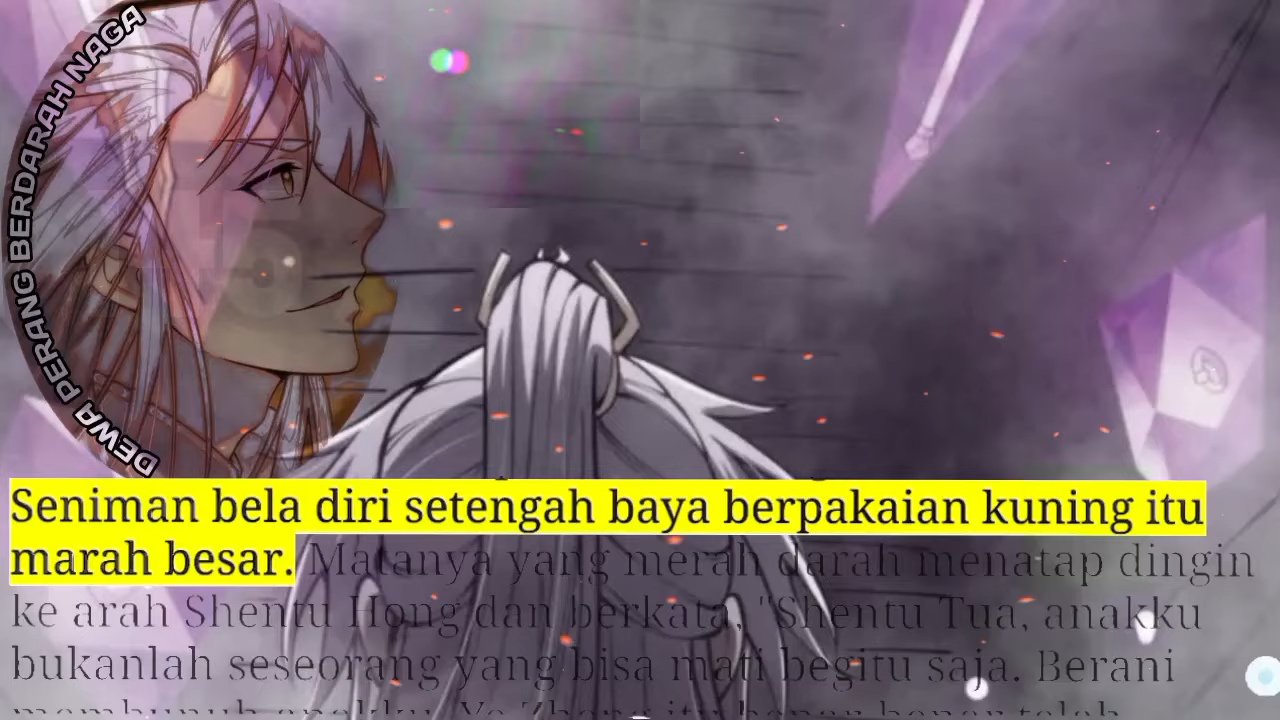 DEWA PERANG BERDARAH NAGA
Seniman bela diri setengah baya berpakaian kuning itu
marah besar. Matanya yang merah darah menatap dingin
ke arah Shentu Hong dan berkata, "Shentu Tua, anakku
bukanlah seseorang yang bisa mati begitu saja. Berani